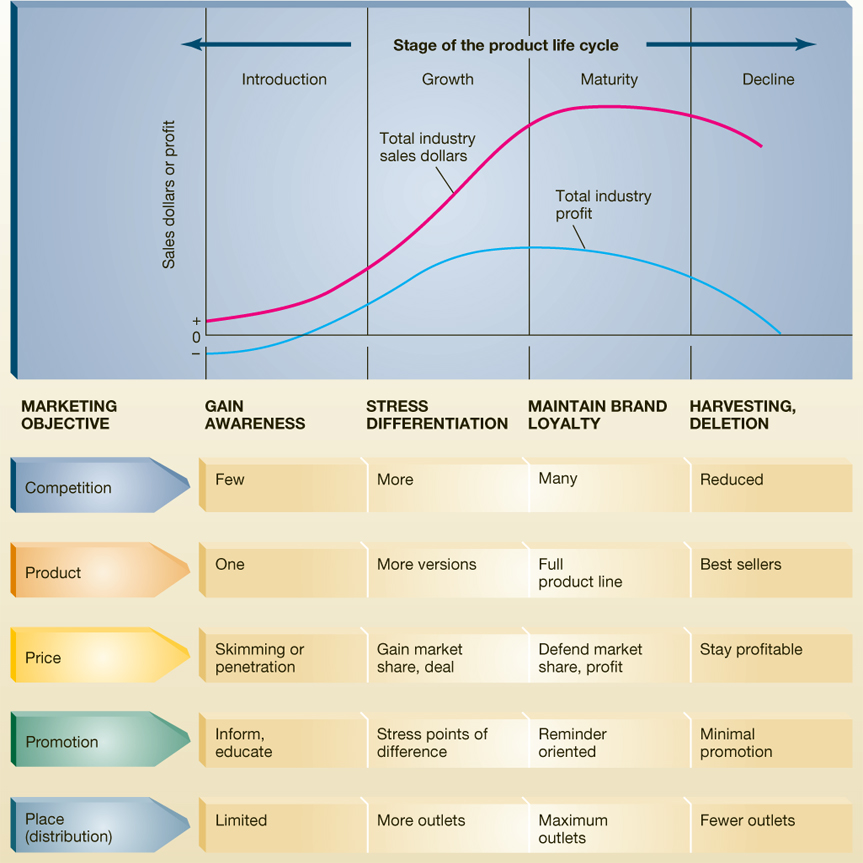 Stage of the product life cycle
Introduction
Growth
Maturity
Decline
Sales dollars or profit
Total industry
sales dollars
Total industry
profit
+
0
–
MARKETING
OBJECTIVE
GAIN
AWARENESS
STRESS
DIFFERENTIATION
MAINTAIN BRAND
LOYALTY
HARVESTING,
DELETION
Competition
Few
More
Many
Reduced
Product
One
More versions
Full
product line
Best sellers
Price
Skimming or
penetration
Gain market
share, deal
Defend market
share, profit
Stay profitable
Promotion
Inform,
educate
Stress points of
difference
Reminder
oriented
Minimal
promotion
Place
(distribution)
Limited
More outlets
Maximum
outlets
Fewer outlets